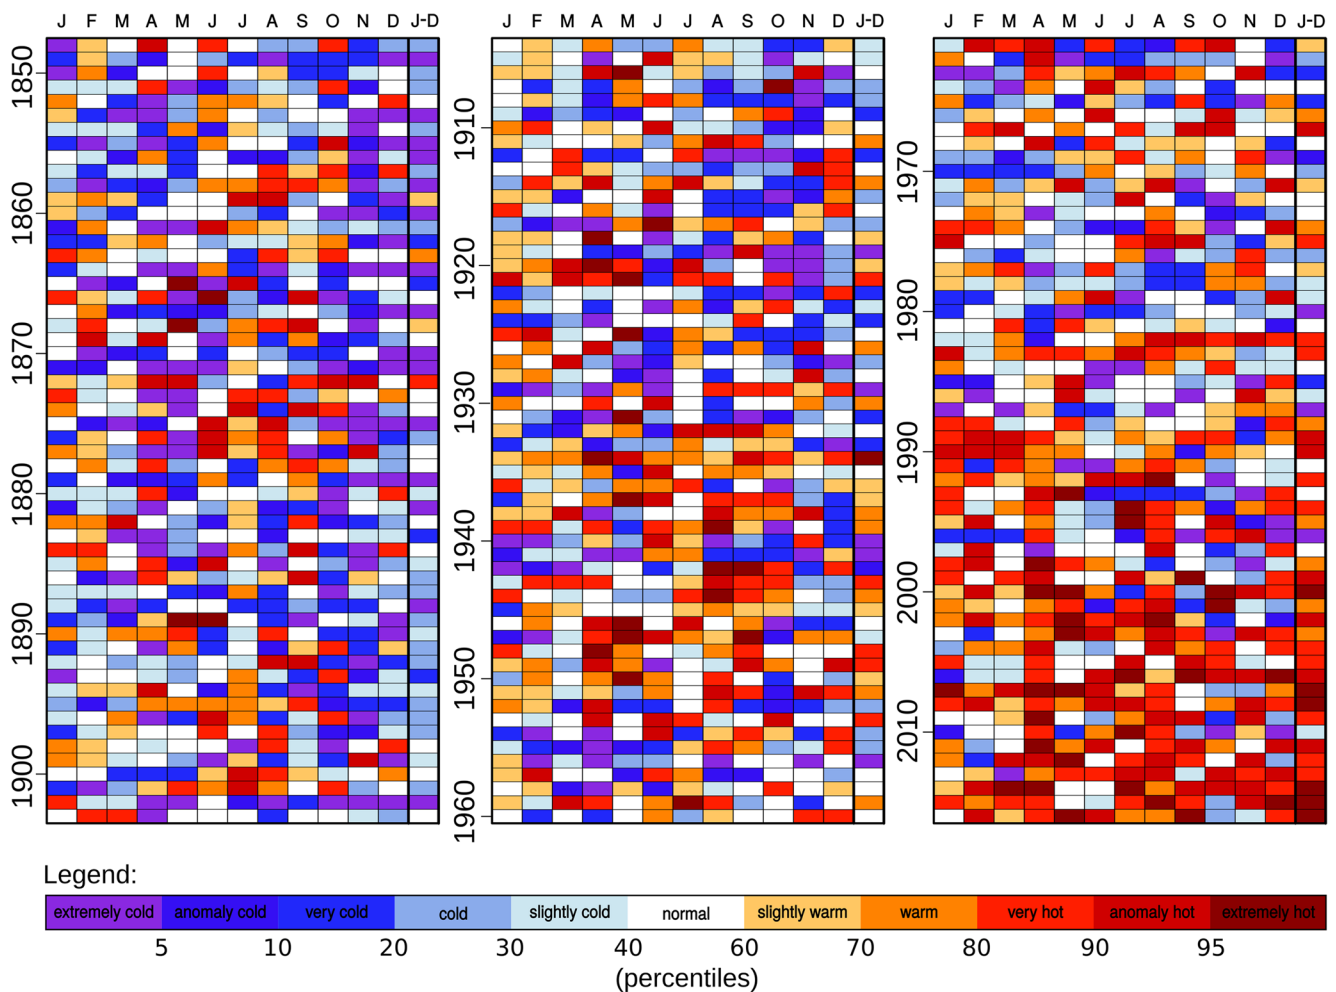 J F M A M J J A S O N D J-D
J F M A M J J A S O N D J-D
J F M A M J J A S O N D J-D
1850
1860
1870
1880
1890
1900
1910
1920
1930
1940
1950
1960
1970
1980
1990
2000
2010
Legend:
extremely cold anomaly cold very cold cold slightly cold normal slightly warm warm very hot anomaly hot extremely hot
5 10 20 30 40 60 70 80 90 95
(percentiles)